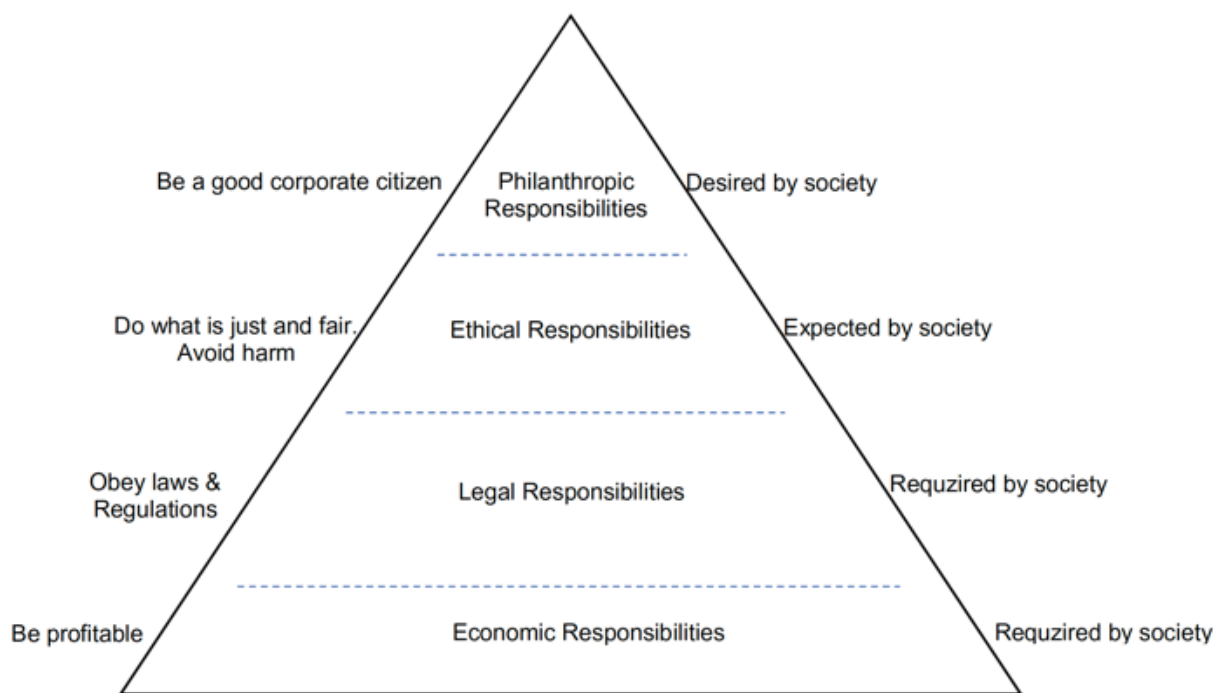 Be a good corporate citizen
Philanthropic
Responsibilities
Desired by society
Do what is just and fair.
Avoid harm
Ethical Responsibilities
Expected by society
Obey laws &
Regulations
Legal Responsibilities
Requzired by society
Be profitable
Economic Responsibilities
Requzired by society